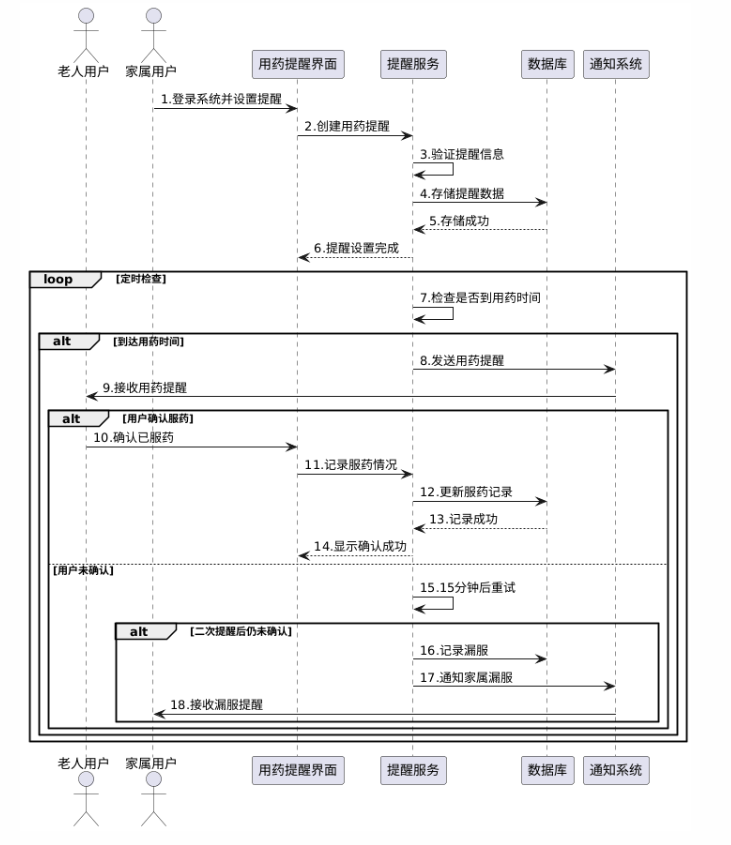 老人用户
家属用户
用药提醒界面
提醒服务
数据库
通知系统
1.登录系统并设置提醒
2.创建用药提醒
3.验证提醒信息
4.存储提醒数据
5.存储成功
6.提醒设置完成
loop [定时检查]
7.检查是否到用药时间
alt [到达用药时间]
8.发送用药提醒
9.接收用药提醒
alt [用户确认服药]
10.确认已服药
11.记录服药情况
12.更新服药记录
13.记录成功
14.显示确认成功
[用户未确认]
15.15分钟后重试
alt [二次提醒后仍未确认]
16.记录漏服
17.通知家属漏服
18.接收漏服提醒
老人用户
家属用户
用药提醒界面
提醒服务
数据库
通知系统